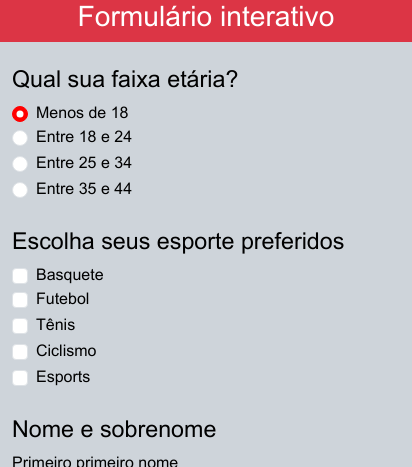 Formulário interativo
Qual sua faixa etária?
Menos de 18
Entre 18 e 24
Entre 25 e 34
Entre 35 e 44
Escolha seus esporte preferidos
Basquete
Futebol
Tênis
Ciclismo
Esports
Nome e sobrenome
Primeiro primeiro nome